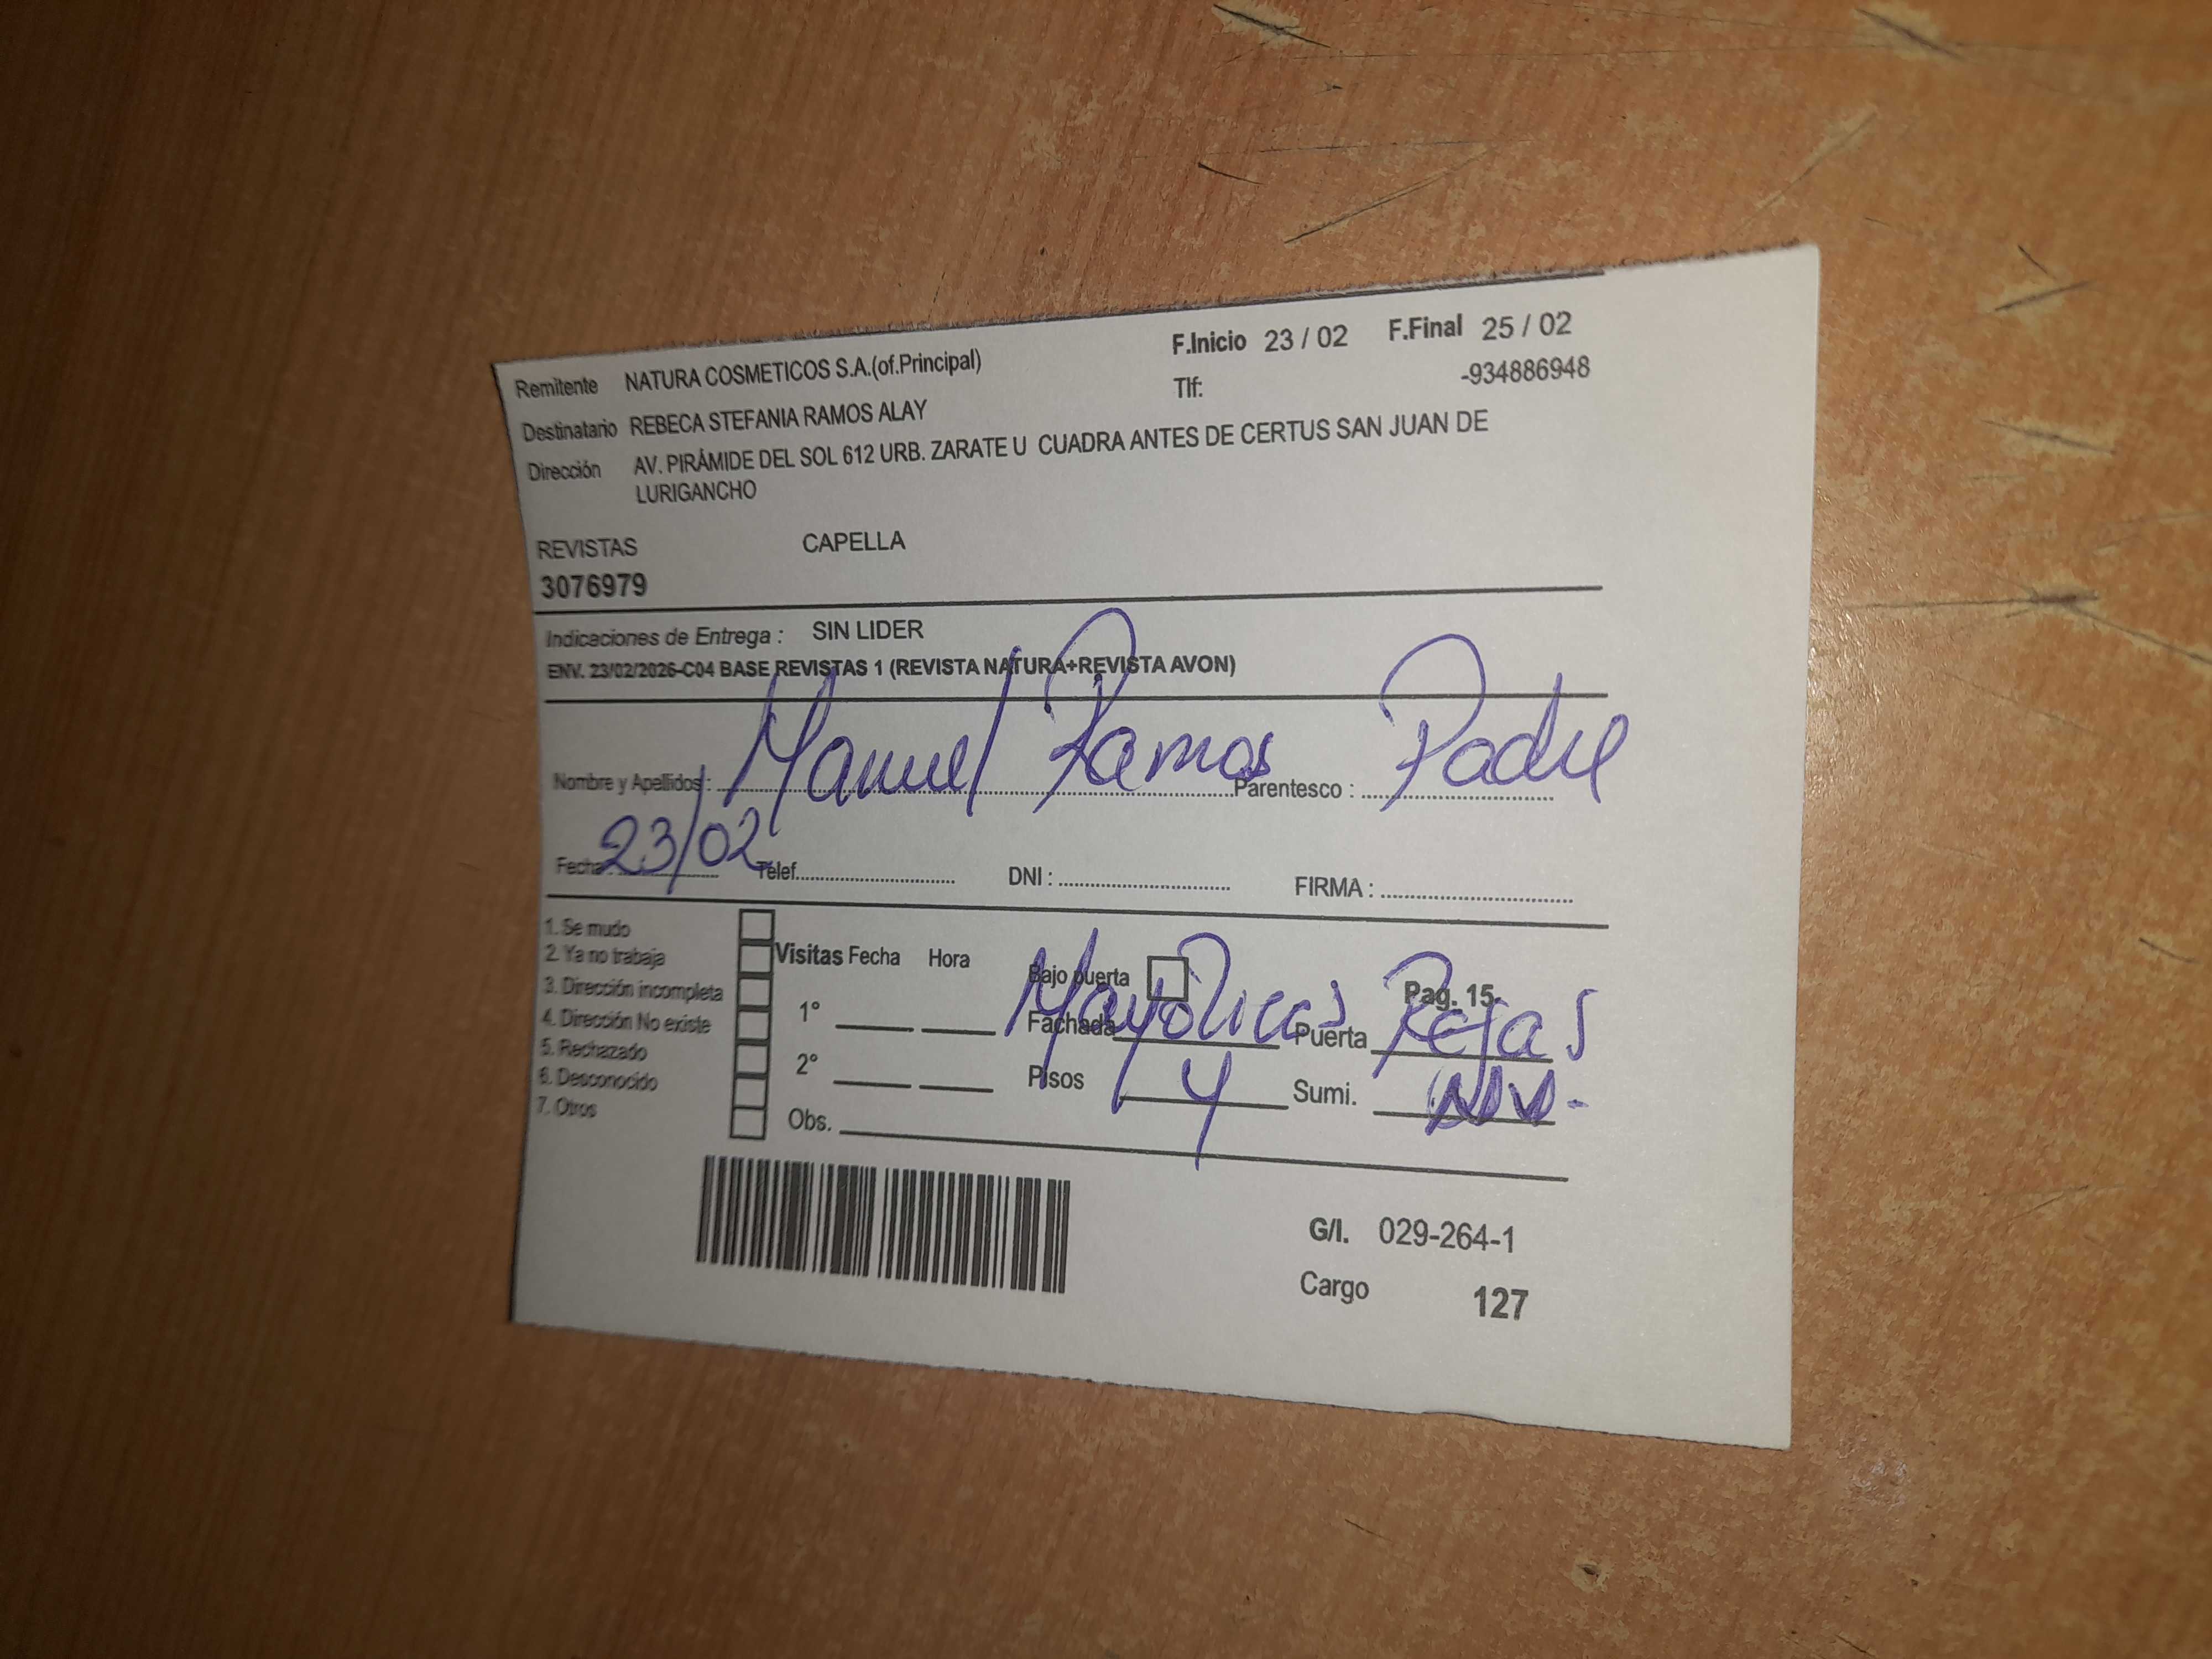 Remitente NATURA COSMETICOS S.A.(of.Principal) F.Inicio 23 / 02 F.Final 25 / 02
Tlf: -934886948
Destinatario REBECA STEFANIA RAMOS ALAY
Dirección AV. PIRÁMIDE DEL SOL 612 URB. ZARATE U CUADRA ANTES DE CERTUS SAN JUAN DE
LURIGANCHO
REVISTAS CAPELLA
3076979
Indicaciones de Entrega : SIN LIDER
ENV. 23/02/2026-C04 BASE REVISTAS 1 (REVISTA NATURA+REVISTA AVON)
Nombre y Apellidos : Manuel Ramos Parentesco : Padre
Fecha : 23/02 Telef. DNI : FIRMA :
1. Se mudo
2. Ya no trabaja
3. Dirección incompleta
4. Dirección No existe
5. Rechazado
6. Desconocido
7. Otros
Visitas Fecha Hora
1°
2°
Obs.
Bajo puerta Pag. 15-
Fachada Mayólicas Puerta Rejas
Pisos 4 Sumi.
G/I. 029-264-1
Cargo 127